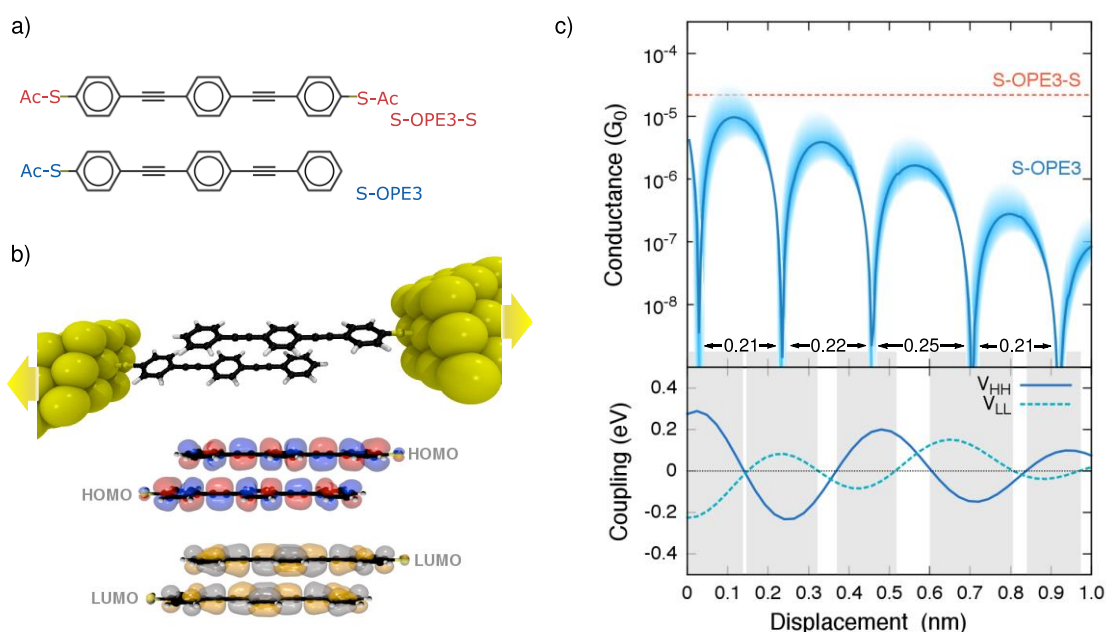 a)
Ac-S
S-Ac
S-OPE3-S
Ac-S
S-OPE3
b)
HOMO
HOMO
LUMO
LUMO
c)
Conductance (G₀)
10⁻⁴
10⁻⁵
10⁻⁶
10⁻⁷
10⁻⁸
S-OPE3-S
S-OPE3
0.21
0.22
0.25
0.21
Coupling (eV)
0.4
0.2
0
-0.2
-0.4
V_HH
V_LL
0 0.1 0.2 0.3 0.4 0.5 0.6 0.7 0.8 0.9 1.0
Displacement (nm)